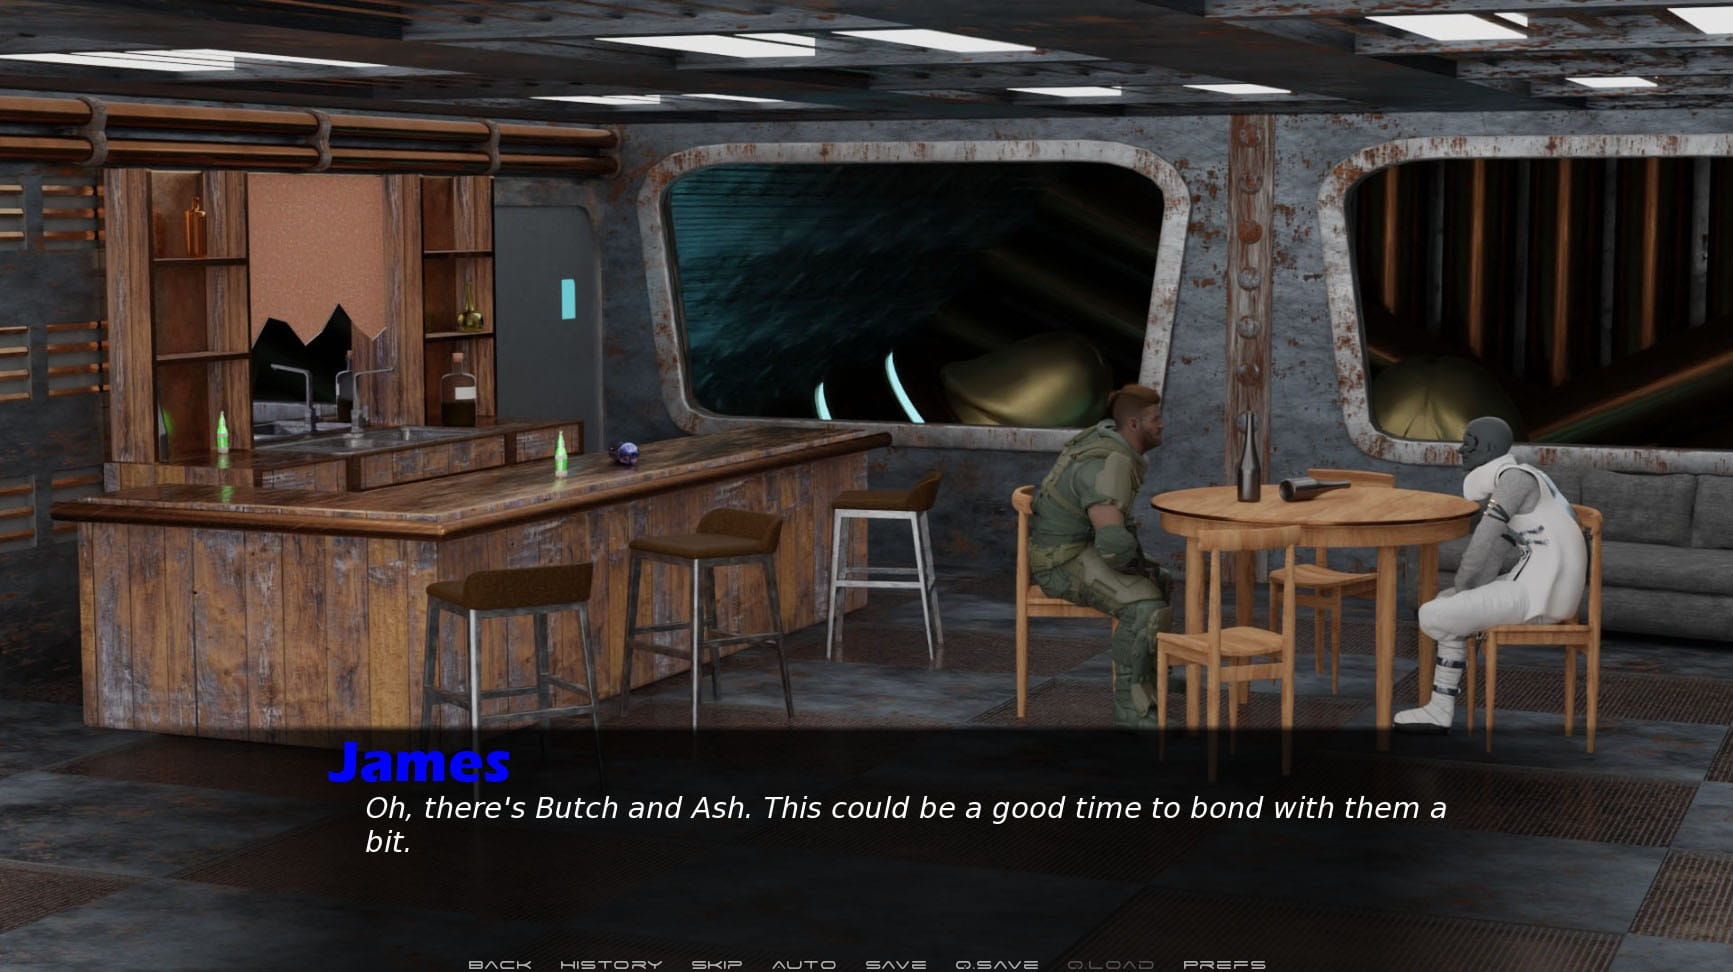 James
Oh, there's Butch and Ash. This could be a good time to bond with them a
bit.
BACK HISTORY SKIP AUTO SAVE Q.SAVE Q.LOAD PREFS